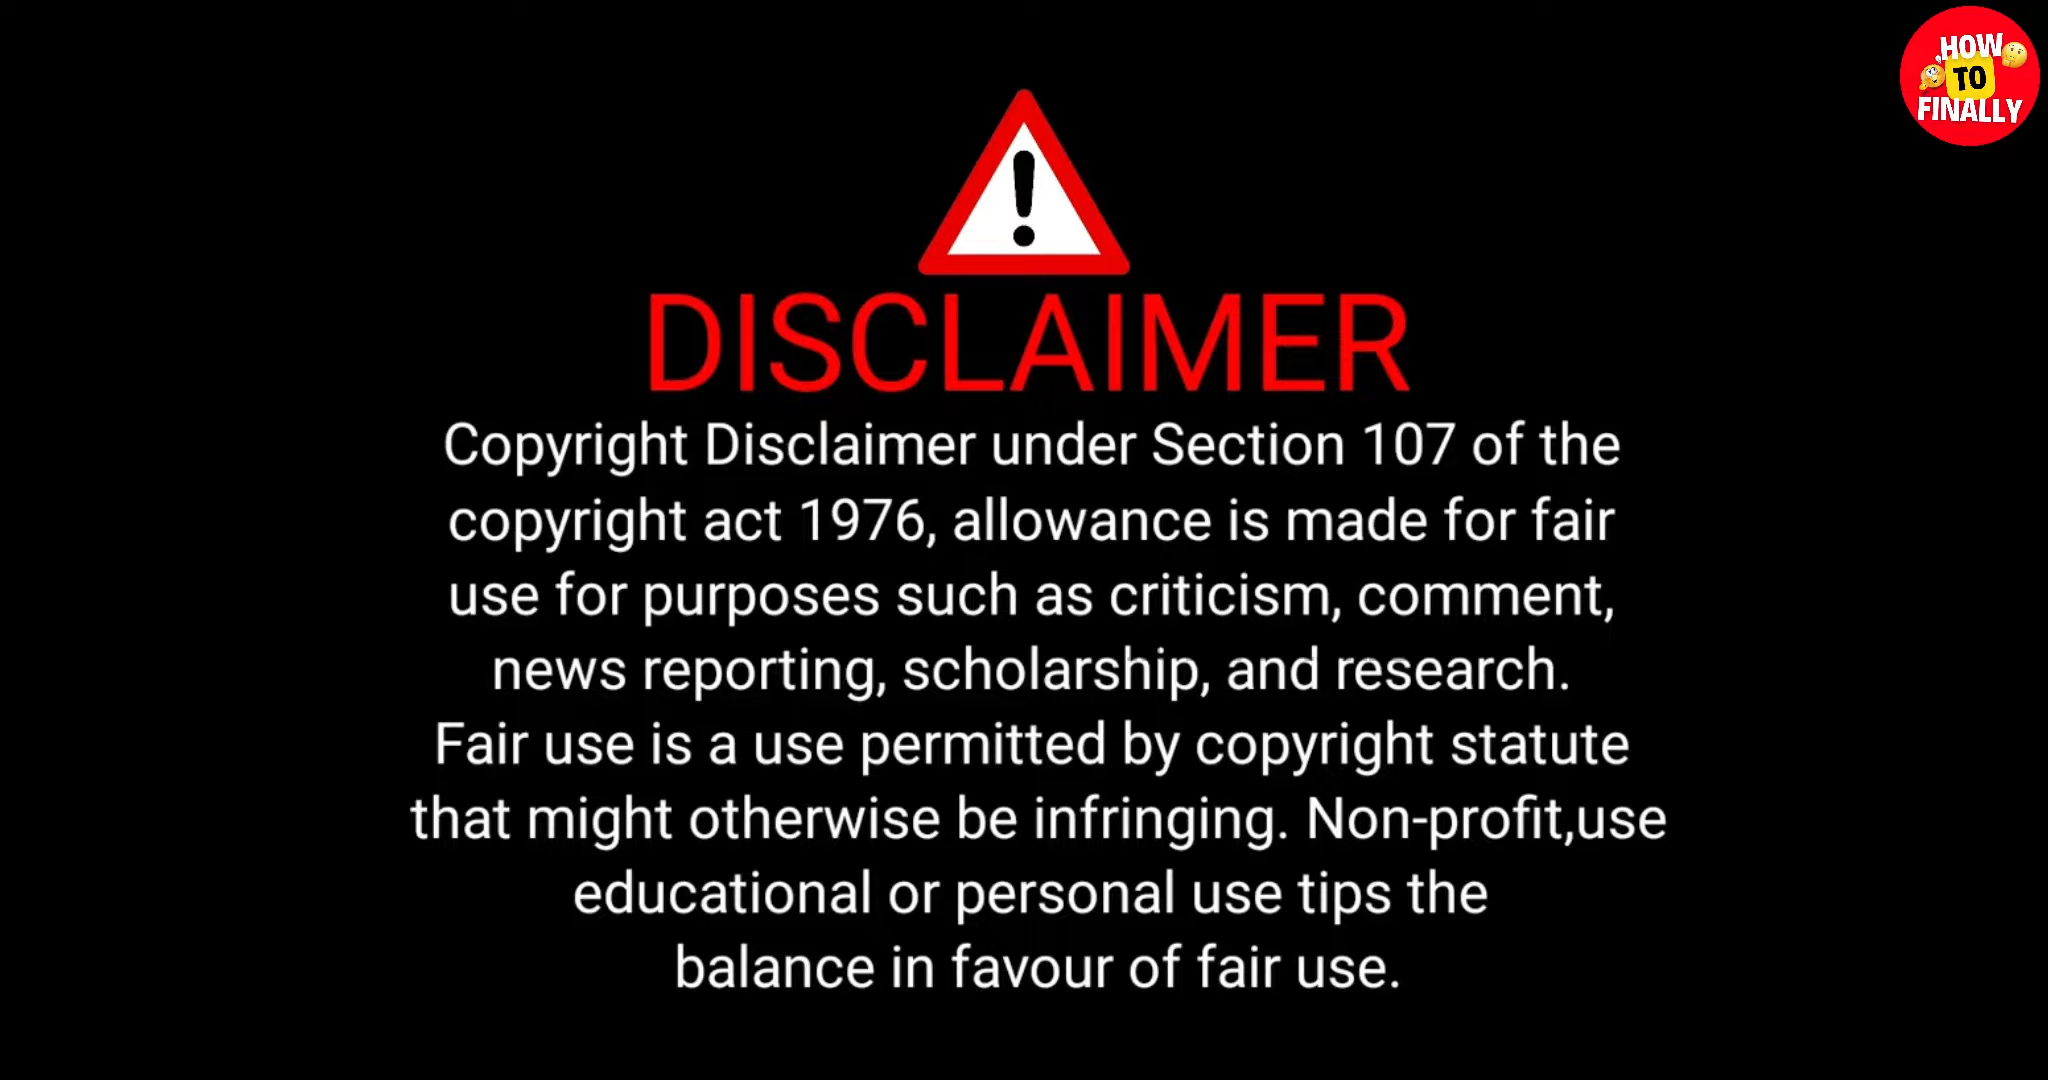 HOW
TO
FINALLY
DISCLAIMER
Copyright Disclaimer under Section 107 of the
copyright act 1976, allowance is made for fair
use for purposes such as criticism, comment,
news reporting, scholarship, and research.
Fair use is a use permitted by copyright statute
that might otherwise be infringing. Non-profit,use
educational or personal use tips the
balance in favour of fair use.